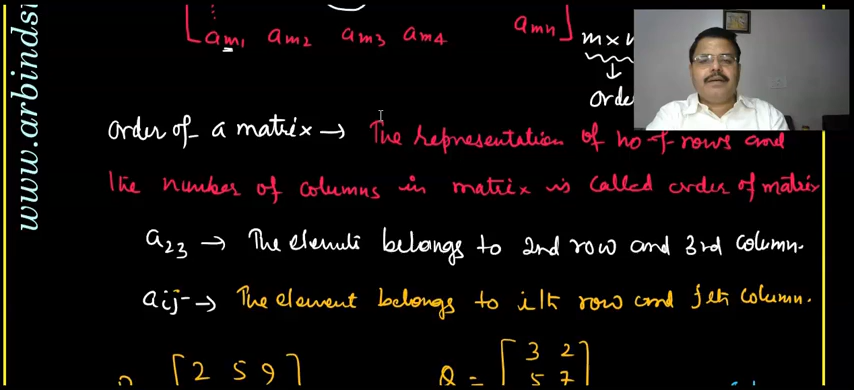 www.arbindsi
⋮
am1 am2 am3 am4 amn
m×n
↓
order
order of a matrix → The representation of no of rows and
the number of columns in matrix is called order of matrix
a23 → The elements belongs to 2nd row and 3rd column.
aij → The element belongs to ith row and jth column.
[2 5 9]
Q = [3 2
5 7]